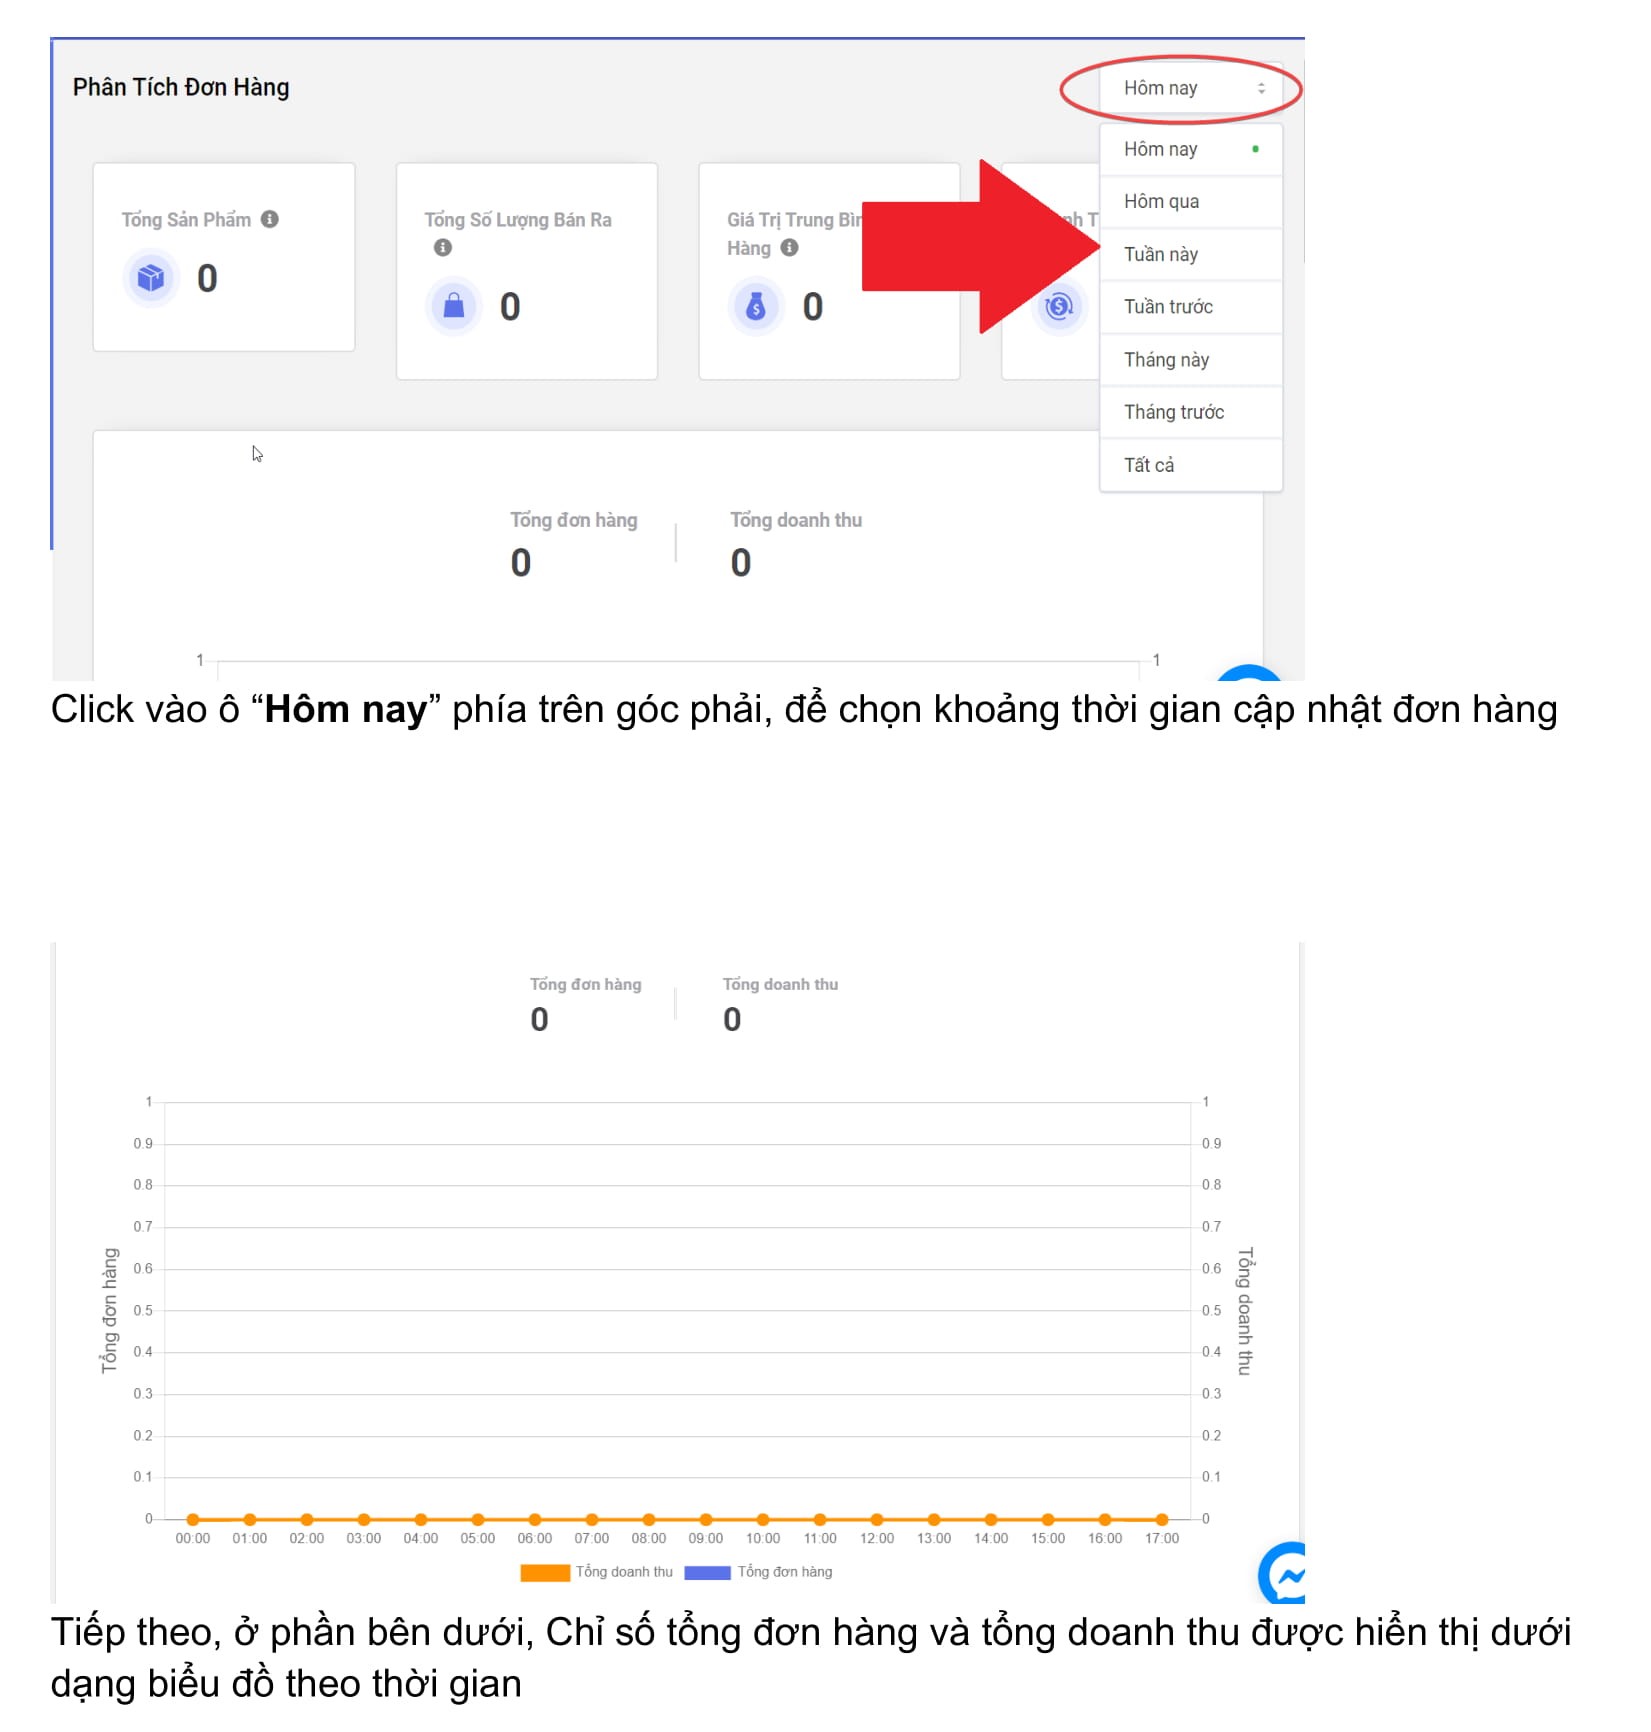 Phân Tích Đơn Hàng
Hôm nay
Hôm nay
Hôm qua
Tuần này
Tuần trước
Tháng này
Tháng trước
Tất cả
Tổng Sản Phẩm
0
Tổng Số Lượng Bán Ra
0
Giá Trị Trung
Hàng
0
Tổng đơn hàng
0
Tổng doanh thu
0
1
1
Click vào ô “Hôm nay” phía trên góc phải, để chọn khoảng thời gian cập nhật đơn hàng
Tổng đơn hàng
0
Tổng doanh thu
0
1
0.9
0.8
0.7
0.6
0.5
0.4
0.3
0.2
0.1
0
Tổng đơn hàng
1
0.9
0.8
0.7
0.6
0.5
0.4
0.3
0.2
0.1
0
Tổng doanh thu
00:00 01:00 02:00 03:00 04:00 05:00 06:00 07:00 08:00 09:00 10:00 11:00 12:00 13:00 14:00 15:00 16:00 17:00
Tổng doanh thu Tổng đơn hàng
Tiếp theo, ở phần bên dưới, Chỉ số tổng đơn hàng và tổng doanh thu được hiển thị dưới
dạng biểu đồ theo thời gian